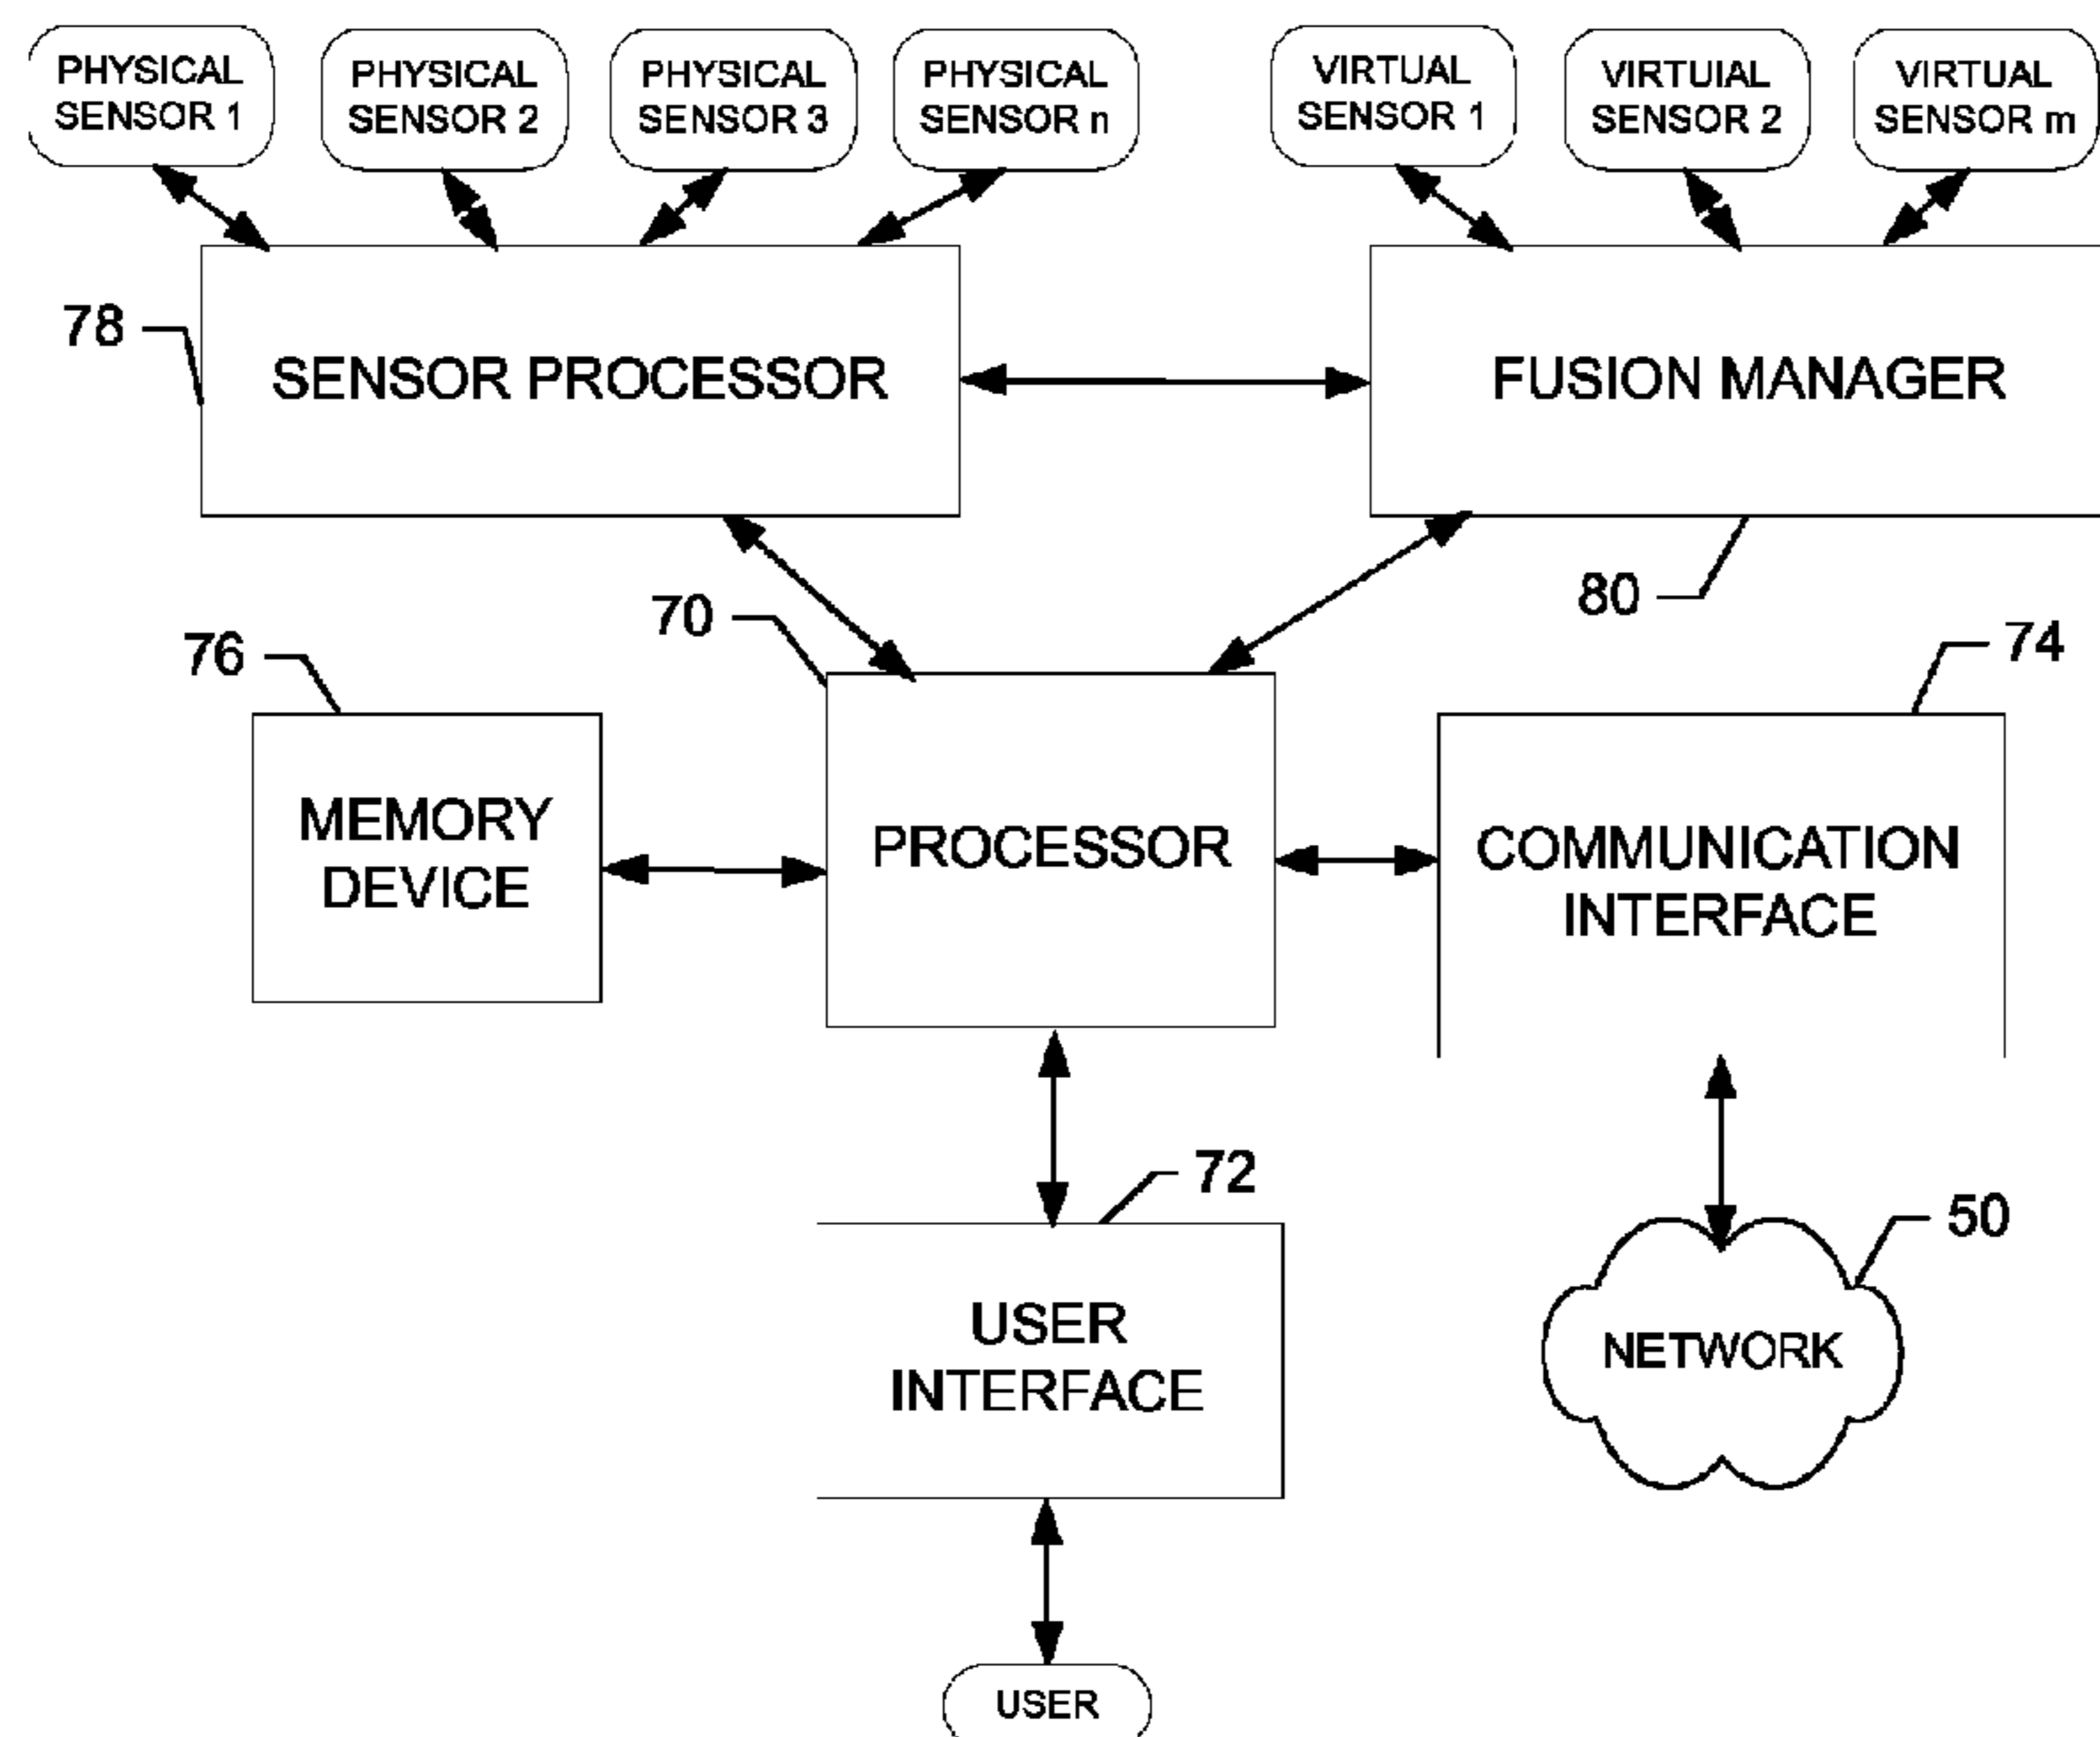 PHYSICAL
SENSOR 1
PHYSICAL
SENSOR 2
PHYSICAL
SENSOR 3
PHYSICAL
SENSOR n
VIRTUAL
SENSOR 1
VIRTUIAL
SENSOR 2
VIRTUAL
SENSOR m
78
SENSOR PROCESSOR
FUSION MANAGER
80
70
76
74
MEMORY
DEVICE
PROCESSOR
COMMUNICATION
INTERFACE
72
50
USER
INTERFACE
NETWORK
USER